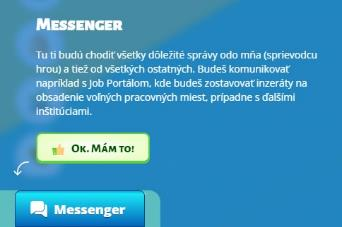 Messenger
Tu ti budú chodiť všetky dôležité správy odo mňa (sprievodcu
hrou) a tiež od všetkých ostatných. Budeš komunikovať
napríklad s Job Portálom, kde budeš zostavovať inzeráty na
obsadenie voľných pracovných miest, prípadne s ďalšími
inštitúciami.
Ok. Mám to!
Messenger